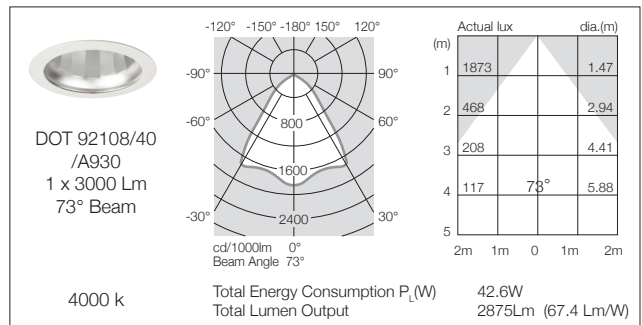 DOT 92108/40
/A930
1 x 3000 Lm
73° Beam
4000 k
-120° -150° -180° 150° 120°
-90° 90°
-60° 60°
-30° 30°
800
1600
2400
cd/1000lm 0°
Beam Angle 73°
Actual lux dia.(m)
(m)
1 1873 1.47
2 468 2.94
3 208 4.41
4 117 73° 5.88
5
2m 1m 0 1m 2m
Total Energy Consumption PL(W) 42.6W
Total Lumen Output 2875Lm (67.4 Lm/W)